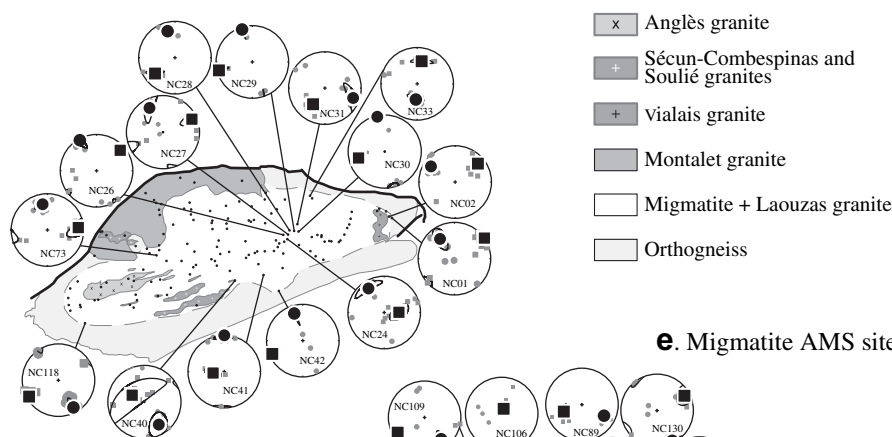 NC28
NC29
NC31
NC33
NC27
NC30
NC26
NC02
NC73
NC01
NC24
NC42
NC41
NC118
NC40
x Anglès granite
+ Sécun-Combespinas and
Soulié granites
+ vialais granite
Montalet granite
Migmatite + Laouzas granite
Orthogneiss
e. Migmatite AMS site
NC109
NC106
NC89
NC130